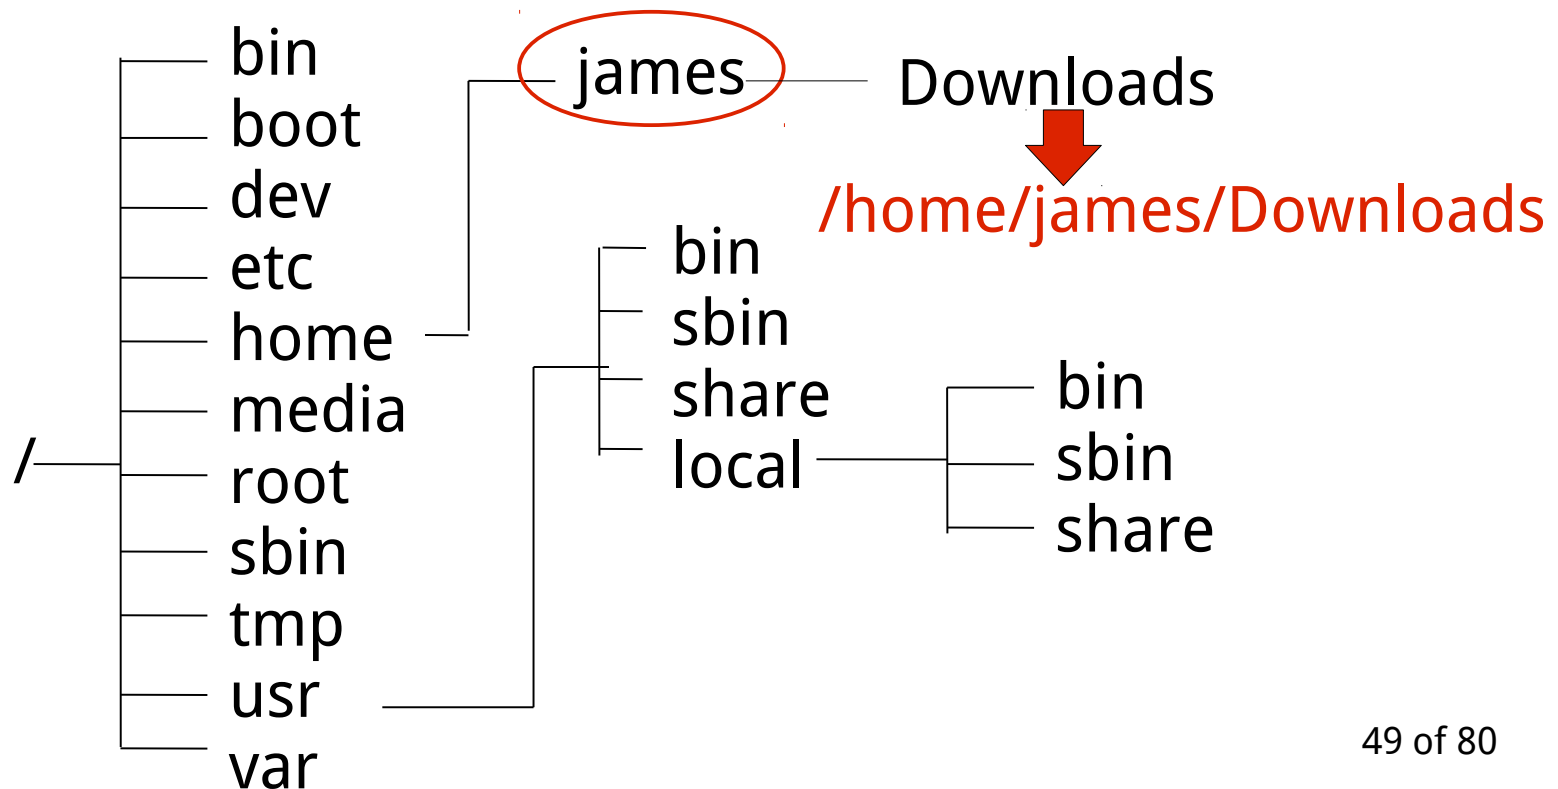 /
bin
boot
dev
etc
home
media
root
sbin
tmp
usr
var
james
Downloads
/home/james/Downloads
bin
sbin
share
local
bin
sbin
share
49 of 80